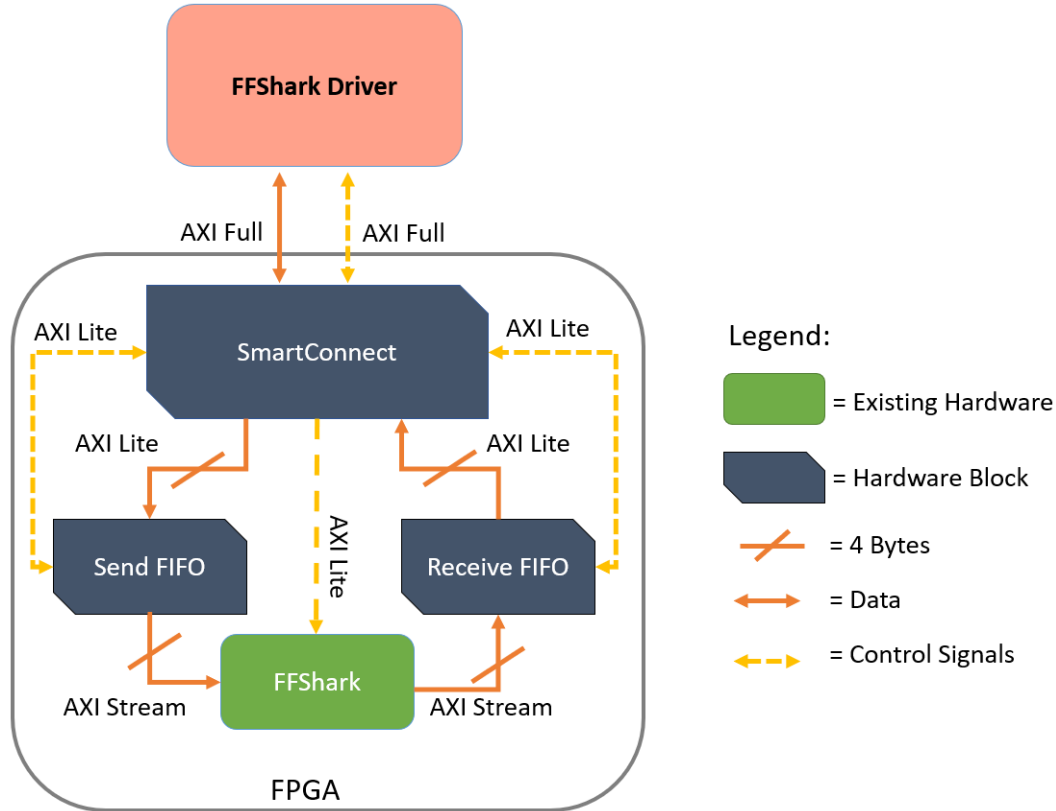 FFShark Driver
AXI Full
AXI Full
AXI Lite
AXI Lite
SmartConnect
AXI Lite
AXI Lite
AXI Lite
Send FIFO
Receive FIFO
FFShark
AXI Stream
AXI Stream
FPGA
Legend:
= Existing Hardware
= Hardware Block
= 4 Bytes
= Data
= Control Signals